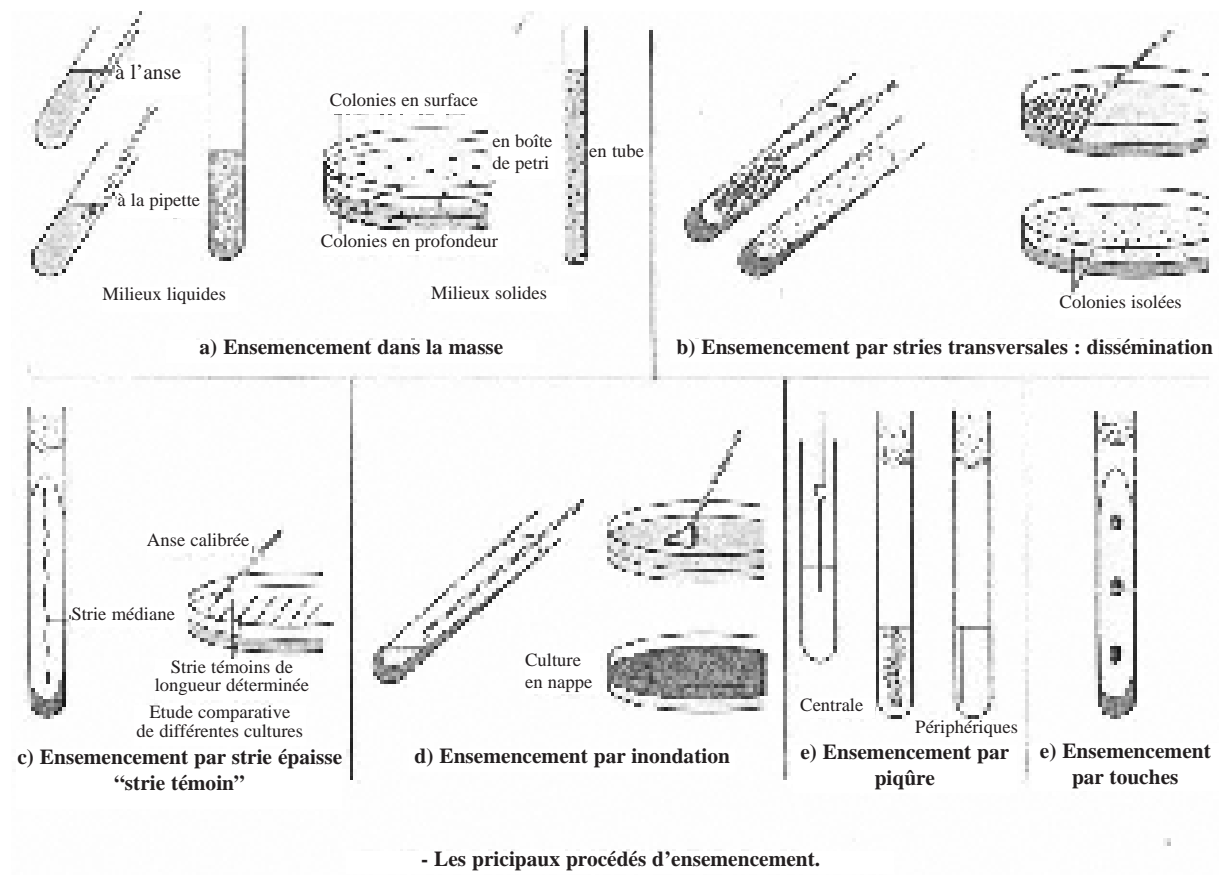 à l’anse
à la pipette
Milieux liquides
Colonies en surface
en boîte
de petri
en tube
Colonies en profondeur
Milieux solides
a) Ensemencement dans la masse
Colonies isolées
b) Ensemencement par stries transversales : dissémination
Anse calibrée
Strie médiane
Strie témoins de
longueur déterminée
Etude comparative
de différentes cultures
c) Ensemencement par strie épaisse
“strie témoin”
Culture
en nappe
d) Ensemencement par inondation
Centrale
Périphériques
e) Ensemencement par
piqûre
e) Ensemencement
par touches
- Les pricipaux procédés d’ensemencement.